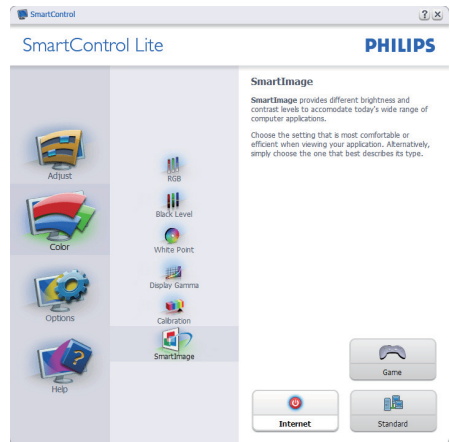 SmartControl
SmartControl Lite
PHILIPS
Adjust
Color
Options
Help
RGB
Black Level
White Point
Display Gamma
Calibration
SmartImage
SmartImage
SmartImage provides different brightness and
contrast levels to accomodate today's wide range of
computer applications.
Choose the setting that is most comfortable or
efficient when viewing your application. Alternatively,
simply choose the one that best describes its type.
Game
Internet
Standard